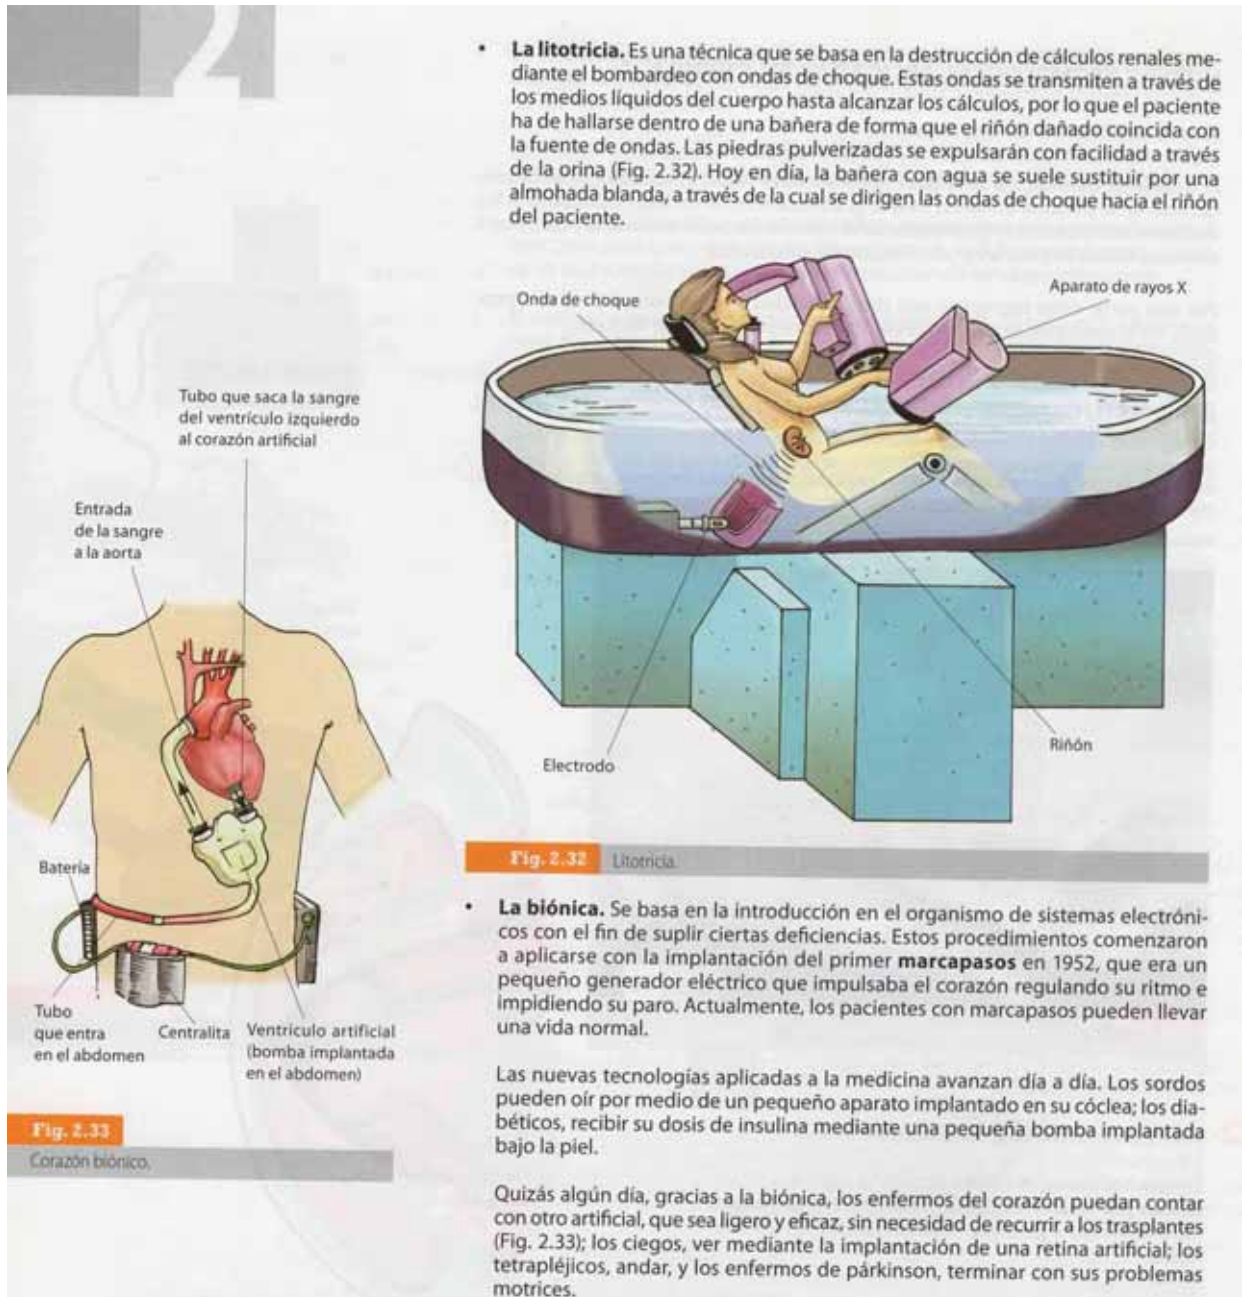 2
• La litotricia. Es una técnica que se basa en la destrucción de cálculos renales me-
diante el bombardeo con ondas de choque. Estas ondas se transmiten a través de
los medios líquidos del cuerpo hasta alcanzar los cálculos, por lo que el paciente
ha de hallarse dentro de una bañera de forma que el riñón dañado coincida con
la fuente de ondas. Las piedras pulverizadas se expulsarán con facilidad a través
de la orina (Fig. 2.32). Hoy en día, la bañera con agua se suele sustituir por una
almohada blanda, a través de la cual se dirigen las ondas de choque hacia el riñón
del paciente.
Onda de choque
Aparato de rayos X
Electrodo
Riñón
Fig. 2.32 Litotricia.
Tubo que saca la sangre
del ventrículo izquierdo
al corazón artificial
Entrada
de la sangre
a la aorta
Batería
Tubo
que entra
en el abdomen
Centralita
Ventrículo artificial
(bomba implantada
en el abdomen)
Fig. 2.33
Corazón biónico.
• La biónica. Se basa en la introducción en el organismo de sistemas electróni-
cos con el fin de suplir ciertas deficiencias. Estos procedimientos comenzaron
a aplicarse con la implantación del primer marcapasos en 1952, que era un
pequeño generador eléctrico que impulsaba el corazón regulando su ritmo e
impidiendo su paro. Actualmente, los pacientes con marcapasos pueden llevar
una vida normal.
Las nuevas tecnologías aplicadas a la medicina avanzan día a día. Los sordos
pueden oír por medio de un pequeño aparato implantado en su cóclea; los dia-
béticos, recibir su dosis de insulina mediante una pequeña bomba implantada
bajo la piel.
Quizás algún día, gracias a la biónica, los enfermos del corazón puedan contar
con otro artificial, que sea ligero y eficaz, sin necesidad de recurrir a los trasplantes
(Fig. 2.33); los ciegos, ver mediante la implantación de una retina artificial; los
tetrapléjicos, andar, y los enfermos de párkinson, terminar con sus problemas
motrices.